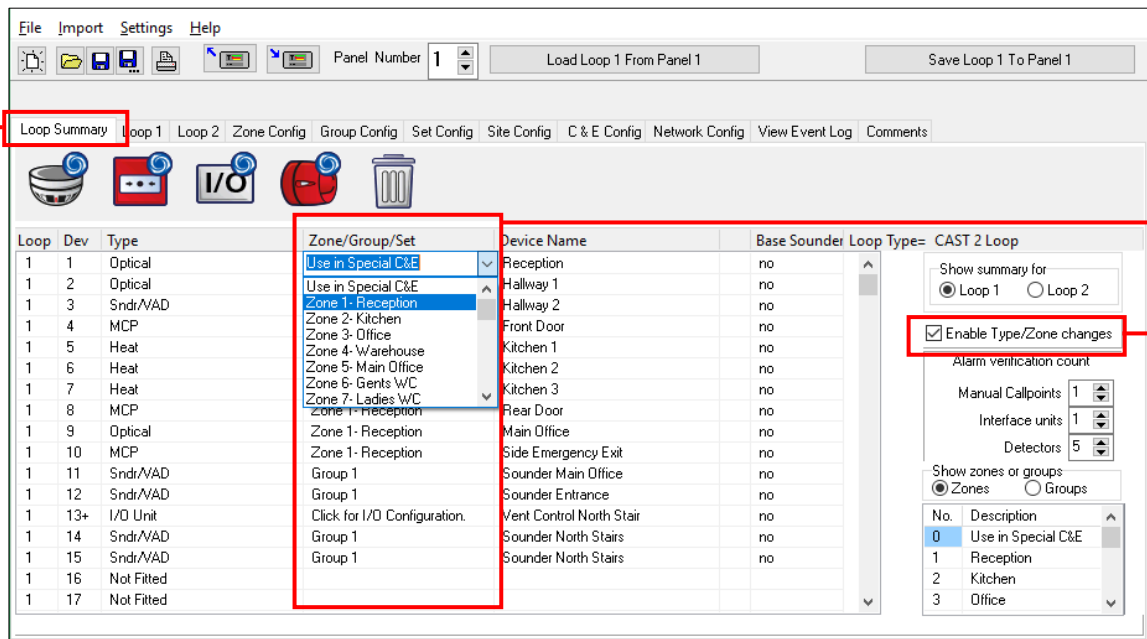 File Import Settings Help
Panel Number 1 Load Loop 1 From Panel 1 Save Loop 1 To Panel 1
Loop Summary Loop 1 Loop 2 Zone Config Group Config Set Config Site Config C & E Config Network Config View Event Log Comments
I/O
Loop Dev Type Zone/Group/Set Device Name Base Sounder Loop Type= CAST 2 Loop
1 1 Optical Use in Special C&E Reception no
1 2 Optical Hallway 1 no
1 3 Sndr/VAD Hallway 2 no
1 4 MCP Front Door no
1 5 Heat Kitchen 1 no
1 6 Heat Kitchen 2 no
1 7 Heat Kitchen 3 no
1 8 MCP Zone 1- Reception Rear Door no
1 9 Optical Zone 1- Reception Main Office no
1 10 MCP Zone 1- Reception Side Emergency Exit no
1 11 Sndr/VAD Group 1 Sounder Main Office no
1 12 Sndr/VAD Group 1 Sounder Entrance no
1 13+ I/O Unit Click for I/O Configuration. Vent Control North Stair no
1 14 Sndr/VAD Group 1 Sounder North Stairs no
1 15 Sndr/VAD Group 1 Sounder North Stairs no
1 16 Not Fitted
1 17 Not Fitted
Use in Special C&E
Zone 1- Reception
Zone 2- Kitchen
Zone 3- Office
Zone 4- Warehouse
Zone 5- Main Office
Zone 6- Gents WC
Zone 7- Ladies WC
Show summary for
Loop 1 Loop 2
Enable Type/Zone changes
Alarm verification count
Manual Callpoints 1
Interface units 1
Detectors 5
Show zones or groups
Zones Groups
No. Description
0 Use in Special C&E
1 Reception
2 Kitchen
3 Office